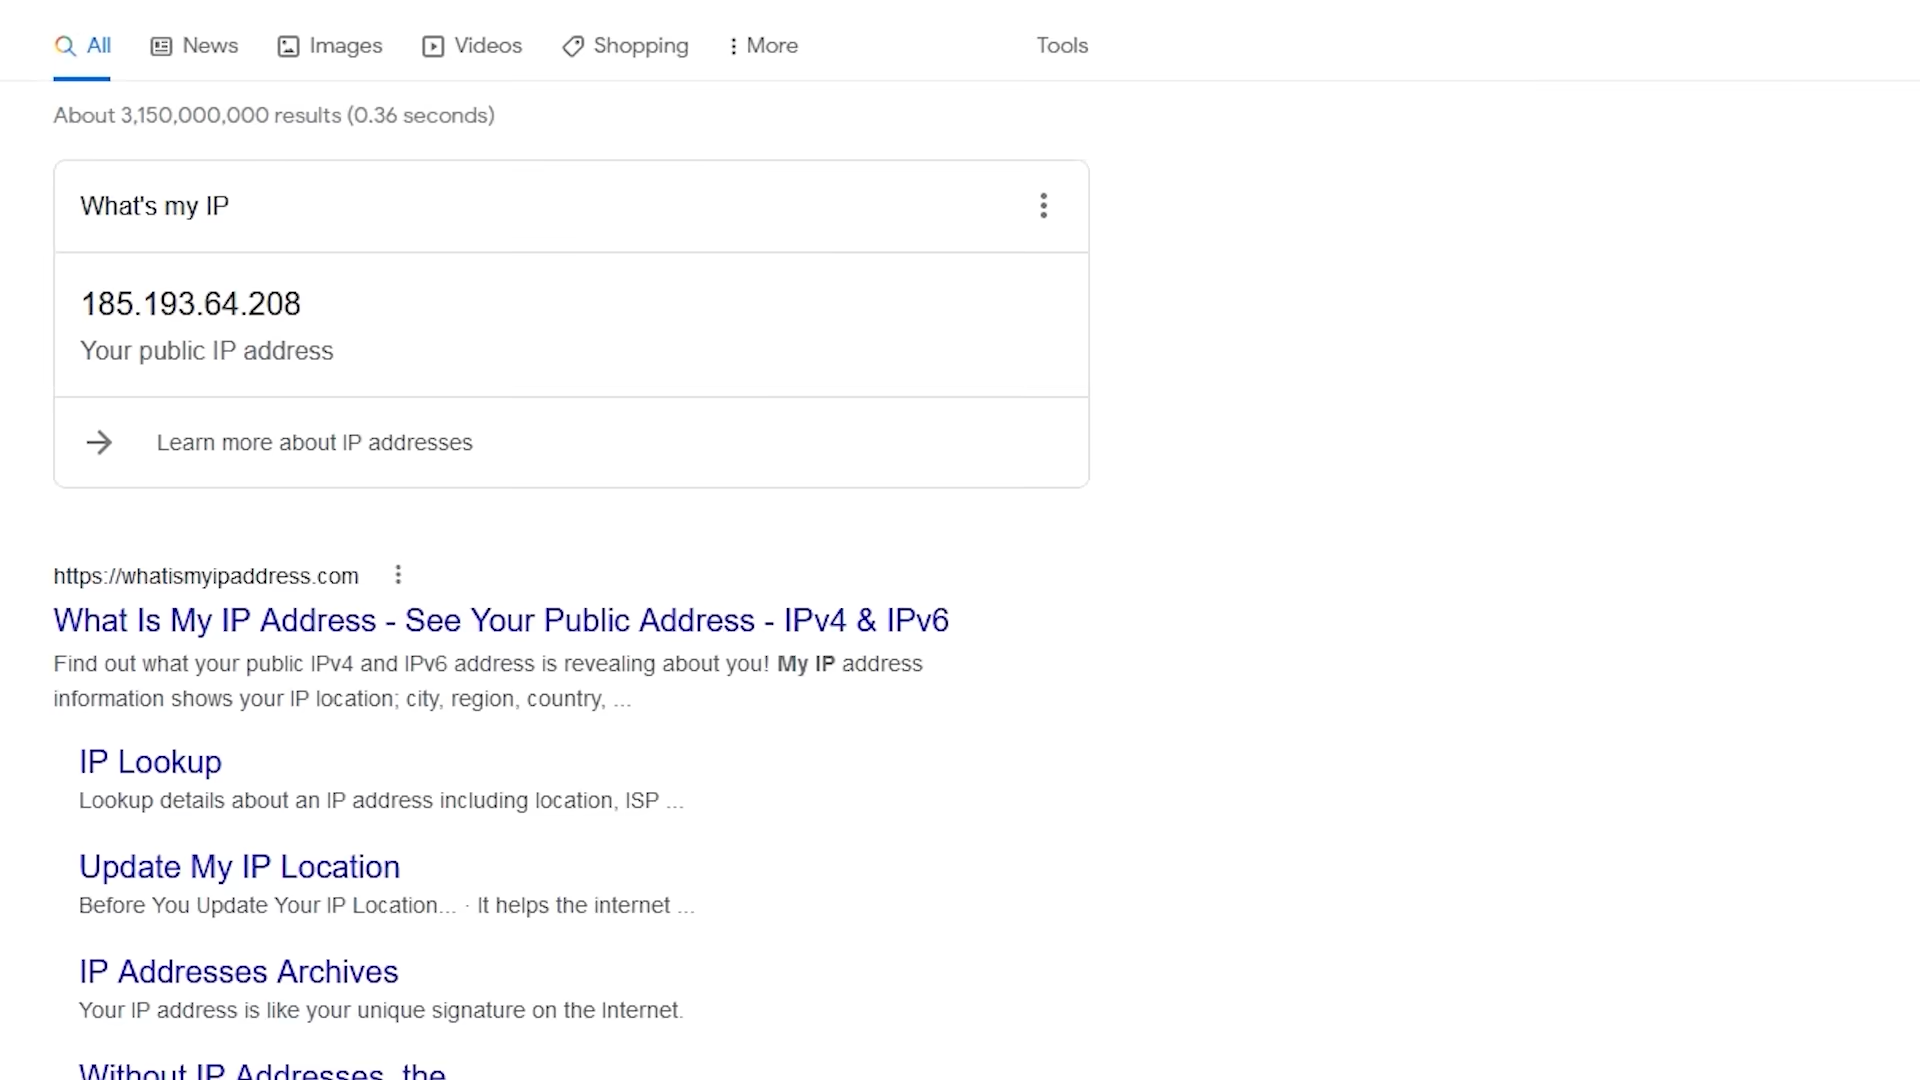 All News Images Videos Shopping More Tools
About 3,150,000,000 results (0.36 seconds)
What's my IP
185.193.64.208
Your public IP address
Learn more about IP addresses
https://whatismyipaddress.com
What Is My IP Address - See Your Public Address - IPv4 & IPv6
Find out what your public IPv4 and IPv6 address is revealing about you! My IP address
information shows your IP location; city, region, country, ...
IP Lookup
Lookup details about an IP address including location, ISP ...
Update My IP Location
Before You Update Your IP Location... · It helps the internet ...
IP Addresses Archives
Your IP address is like your unique signature on the Internet.
Without IP Addresses, the